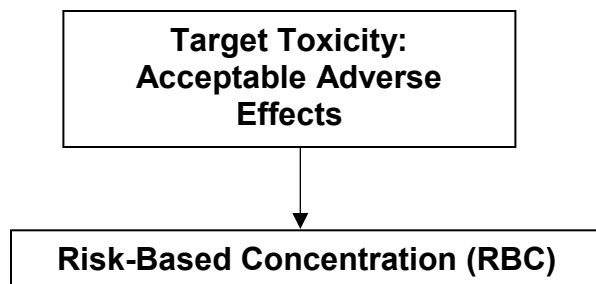 Target Toxicity:
Acceptable Adverse
Effects
Risk-Based Concentration (RBC)